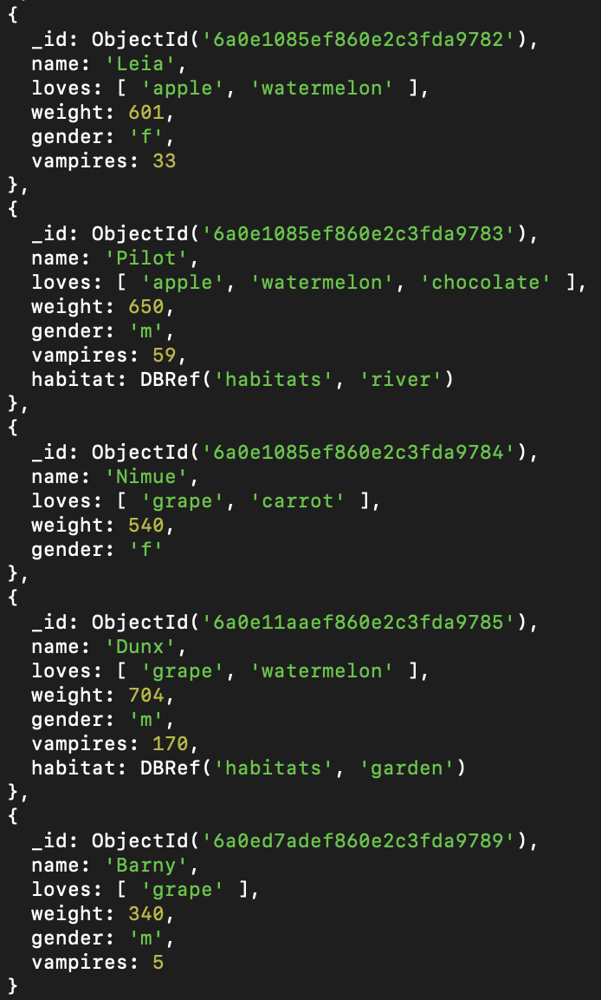 {
  _id: ObjectId('6a0e1085ef860e2c3fda9782'),
  name: 'Leia',
  loves: [ 'apple', 'watermelon' ],
  weight: 601,
  gender: 'f',
  vampires: 33
},
{
  _id: ObjectId('6a0e1085ef860e2c3fda9783'),
  name: 'Pilot',
  loves: [ 'apple', 'watermelon', 'chocolate' ],
  weight: 650,
  gender: 'm',
  vampires: 59,
  habitat: DBRef('habitats', 'river')
},
{
  _id: ObjectId('6a0e1085ef860e2c3fda9784'),
  name: 'Nimue',
  loves: [ 'grape', 'carrot' ],
  weight: 540,
  gender: 'f'
},
{
  _id: ObjectId('6a0e11aaef860e2c3fda9785'),
  name: 'Dunx',
  loves: [ 'grape', 'watermelon' ],
  weight: 704,
  gender: 'm',
  vampires: 170,
  habitat: DBRef('habitats', 'garden')
},
{
  _id: ObjectId('6a0ed7adef860e2c3fda9789'),
  name: 'Barny',
  loves: [ 'grape' ],
  weight: 340,
  gender: 'm',
  vampires: 5
}